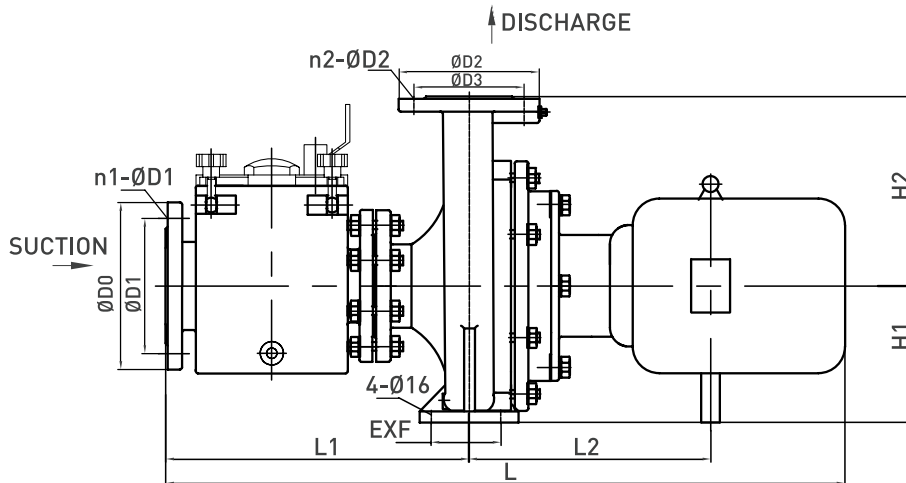 DISCHARGE
n2-ØD2
ØD2
ØD3
n1-ØD1
SUCTION
ØD0
ØD1
H2
H1
4-Ø16
EXF
L1
L2
L